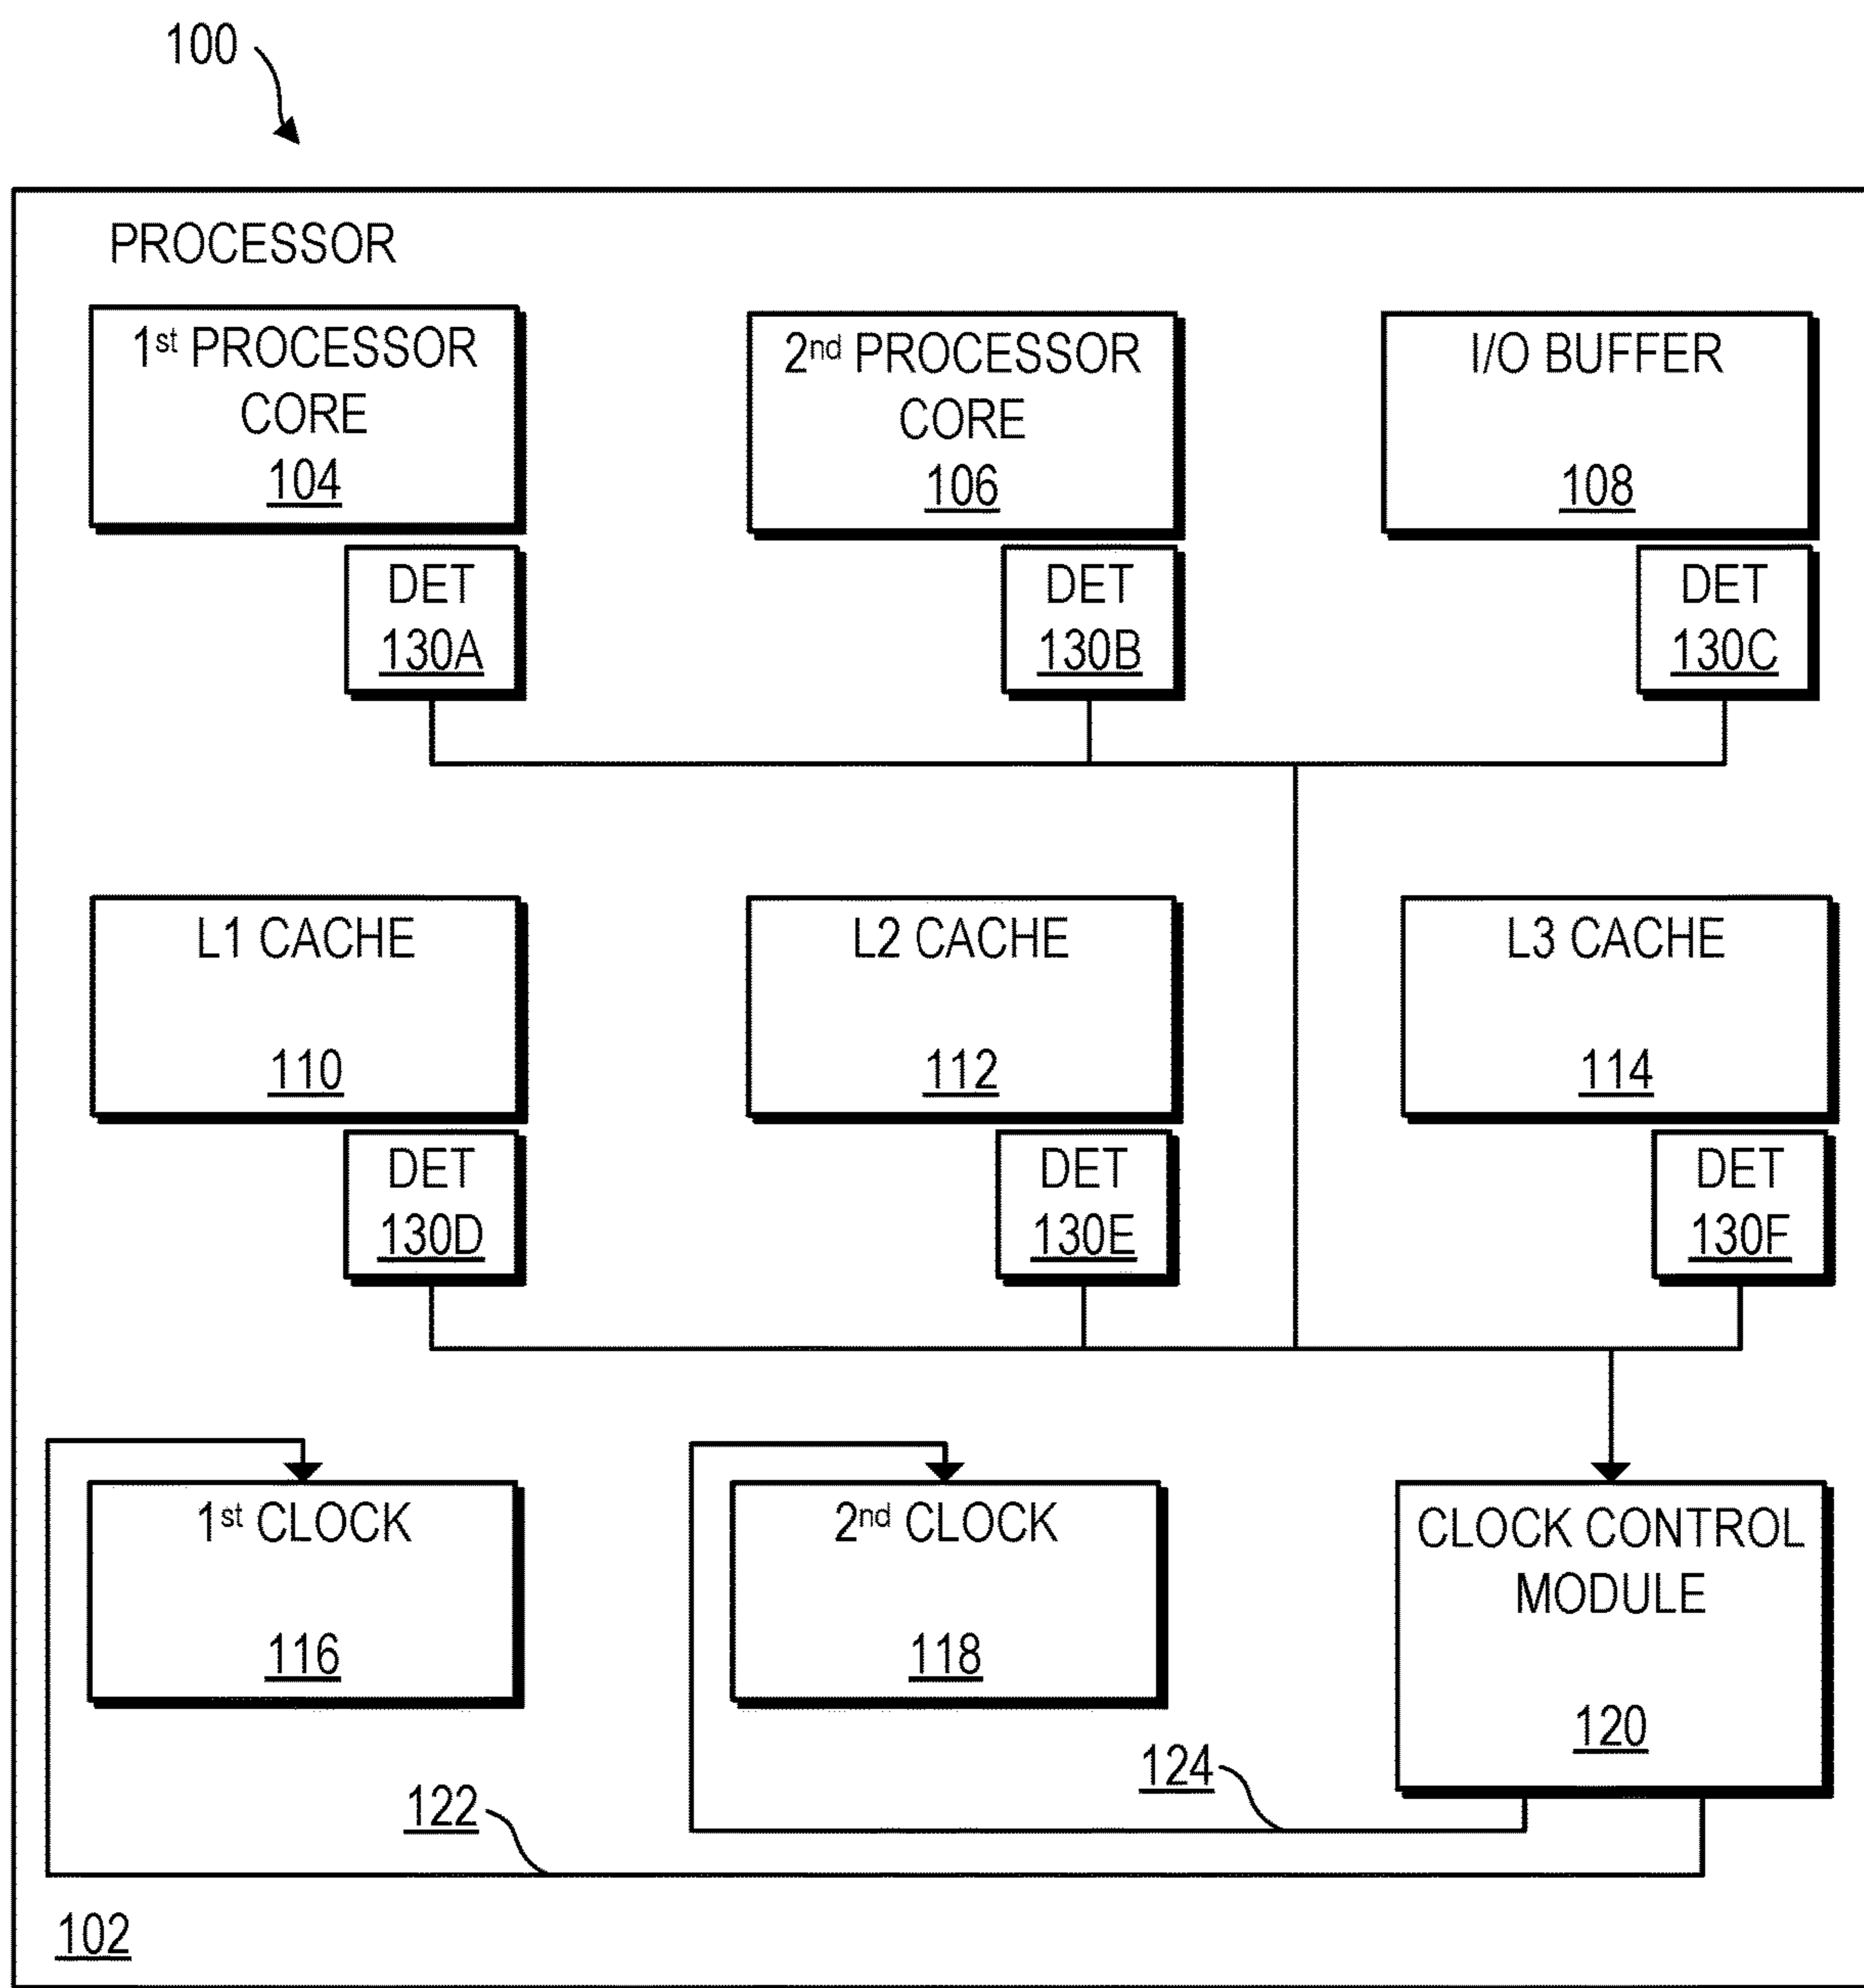 100
PROCESSOR
1st PROCESSOR
CORE
104
2nd PROCESSOR
CORE
106
I/O BUFFER
108
DET
130A
DET
130B
DET
130C
L1 CACHE
110
L2 CACHE
112
L3 CACHE
114
DET
130D
DET
130E
DET
130F
1st CLOCK
116
2nd CLOCK
118
CLOCK CONTROL
MODULE
120
124
122
102